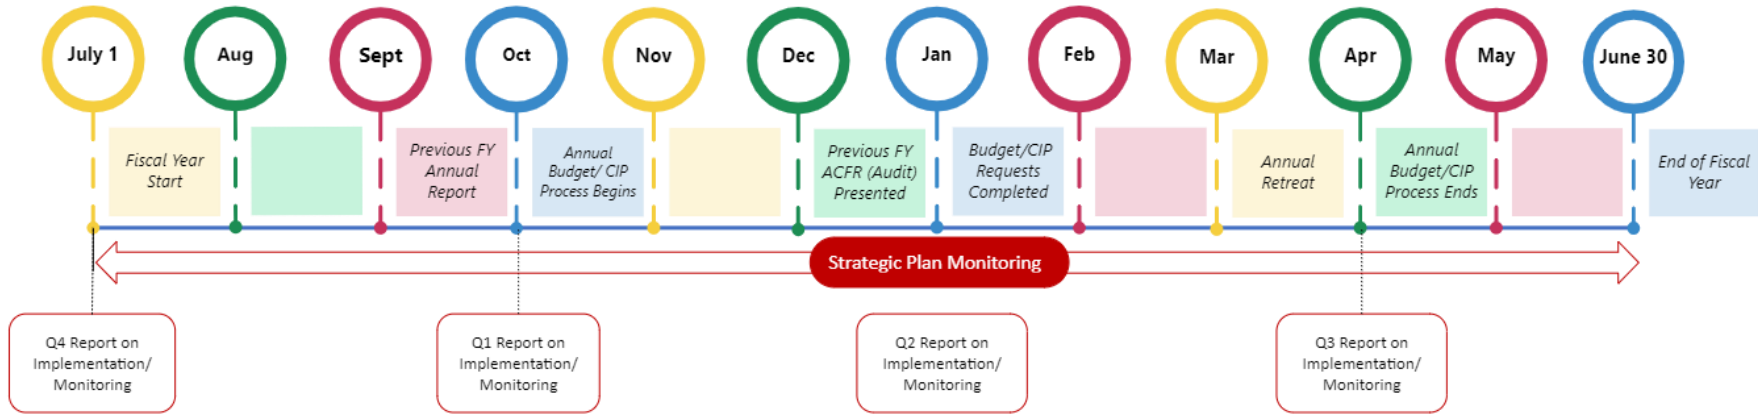 July 1
Aug
Sept
Oct
Nov
Dec
Jan
Feb
Mar
Apr
May
June 30
Fiscal Year
Start
Previous FY
Annual
Report
Annual
Budget/ CIP
Process Begins
Previous FY
ACFR (Audit)
Presented
Budget/CIP
Requests
Completed
Annual
Retreat
Annual
Budget/CIP
Process Ends
End of Fiscal
Year
Strategic Plan Monitoring
Q4 Report on
Implementation/
Monitoring
Q1 Report on
Implementation/
Monitoring
Q2 Report on
Implementation/
Monitoring
Q3 Report on
Implementation/
Monitoring